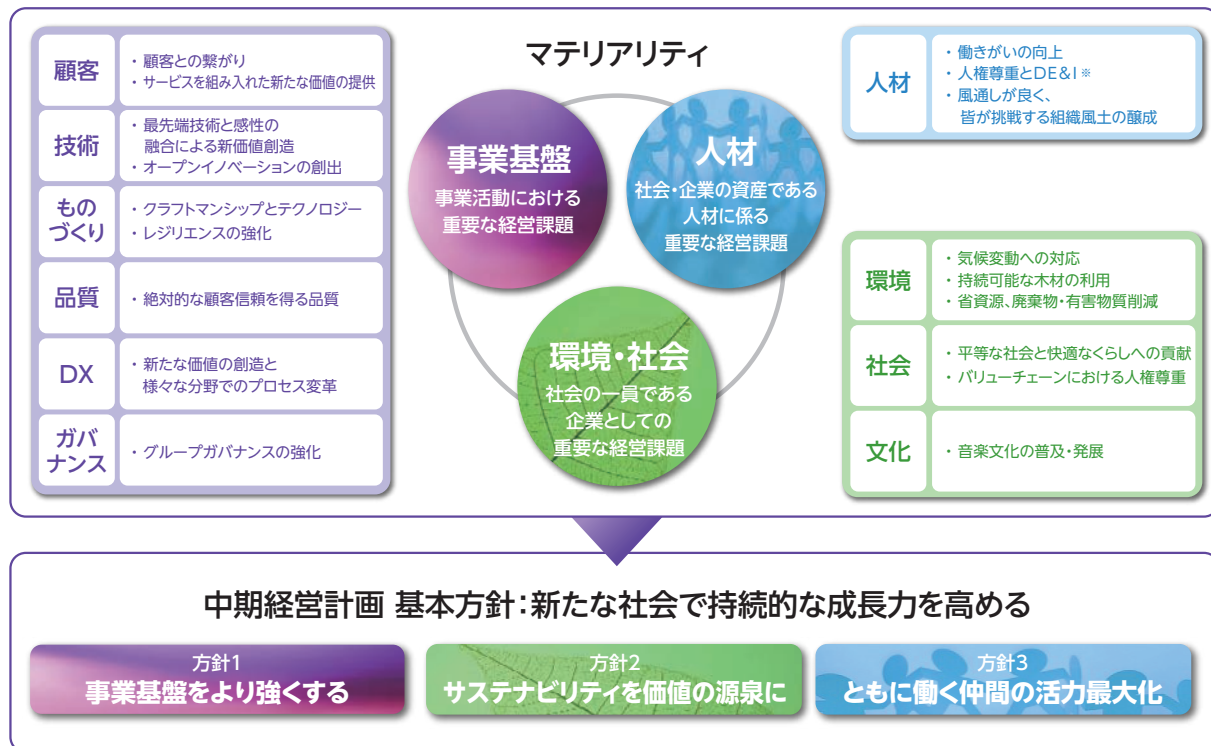 マテリアリティ
顧客
・顧客との繋がり
・サービスを組み入れた新たな価値の提供
技術
・最先端技術と感性の
融合による新価値創造
・オープンイノベーションの創出
もの
づくり
・クラフトマンシップとテクノロジー
・レジリエンスの強化
品質
・絶対的な顧客信頼を得る品質
DX
・新たな価値の創造と
様々な分野でのプロセス変革
ガバ
ナンス
・グループガバナンスの強化
事業基盤
事業活動における
重要な経営課題
人材
社会・企業の資産である
人材に係る
重要な経営課題
環境・社会
社会の一員である
企業としての
重要な経営課題
人材
・働きがいの向上
・人権尊重とDE&I※
・風通しが良く、
皆が挑戦する組織風土の醸成
環境
・気候変動への対応
・持続可能な木材の利用
・省資源、廃棄物・有害物質削減
社会
・平等な社会と快適なくらしへの貢献
・バリューチェーンにおける人権尊重
文化
・音楽文化の普及・発展
中期経営計画 基本方針：新たな社会で持続的な成長力を高める
方針1
事業基盤をより強くする
方針2
サステナビリティを価値の源泉に
方針3
ともに働く仲間の活力最大化